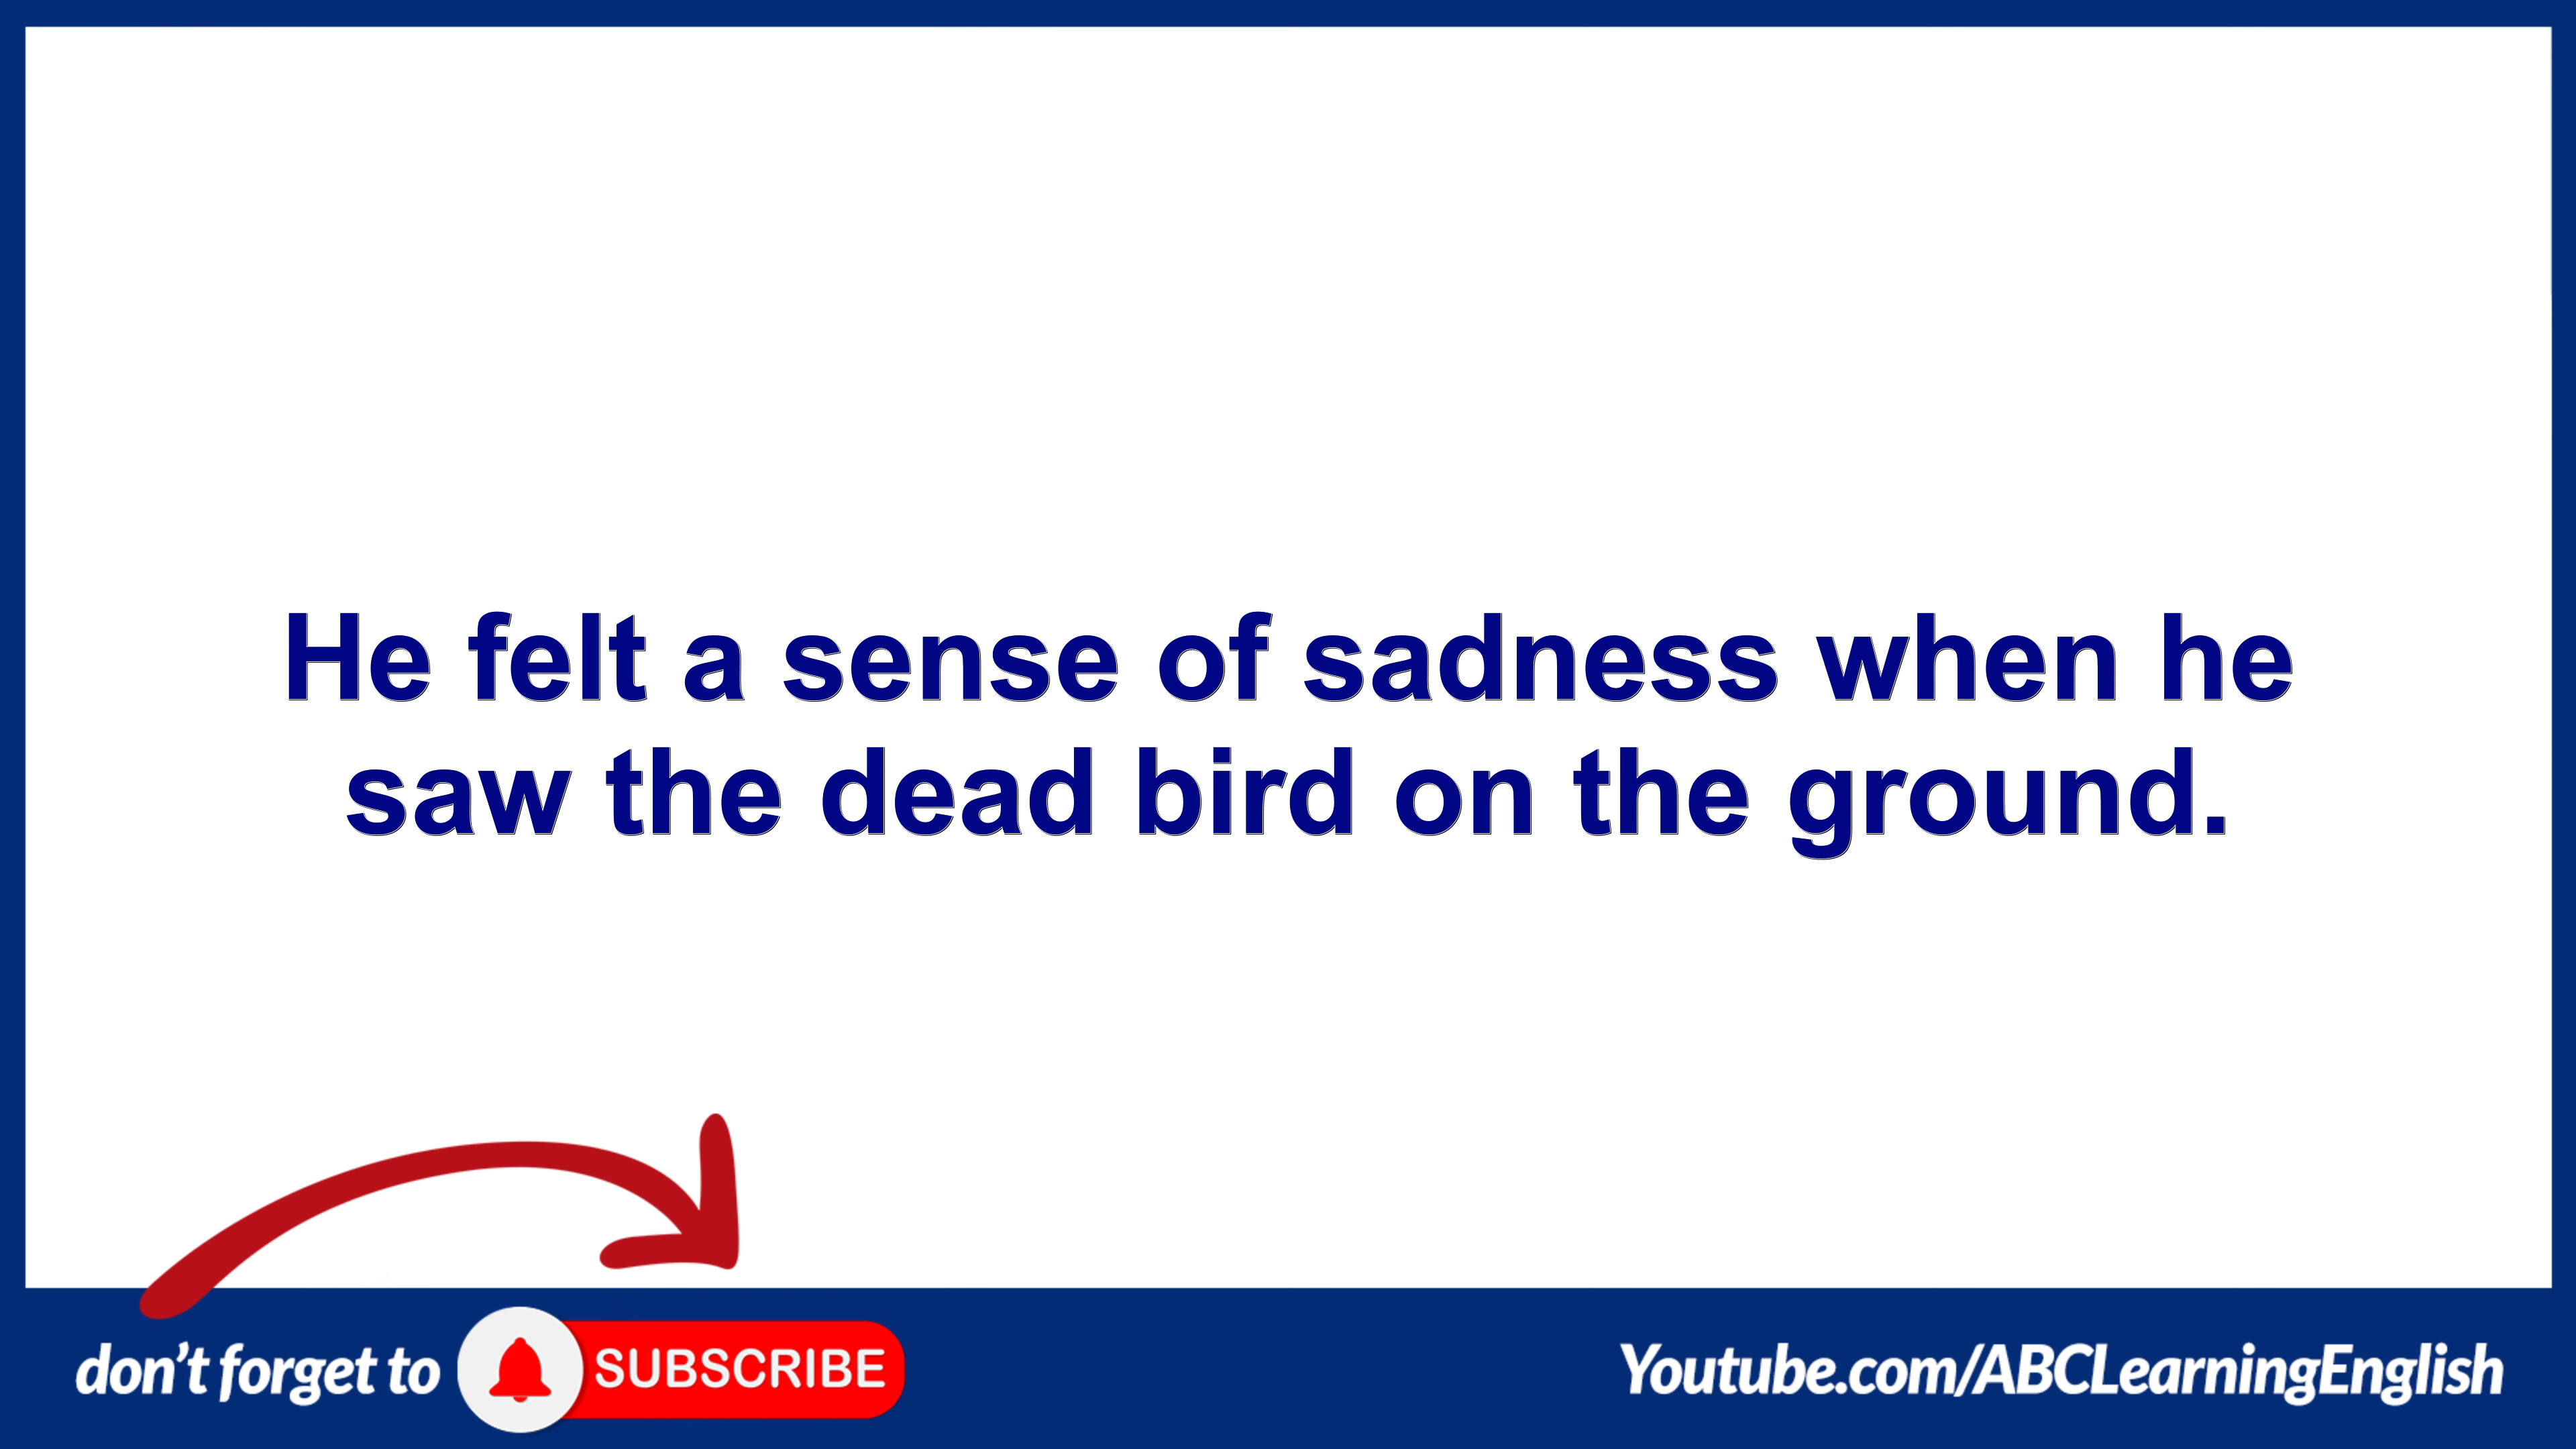 He felt a sense of sadness when he
saw the dead bird on the ground.
don't forget to SUBSCRIBE
Youtube.com/ABCLearningEnglish